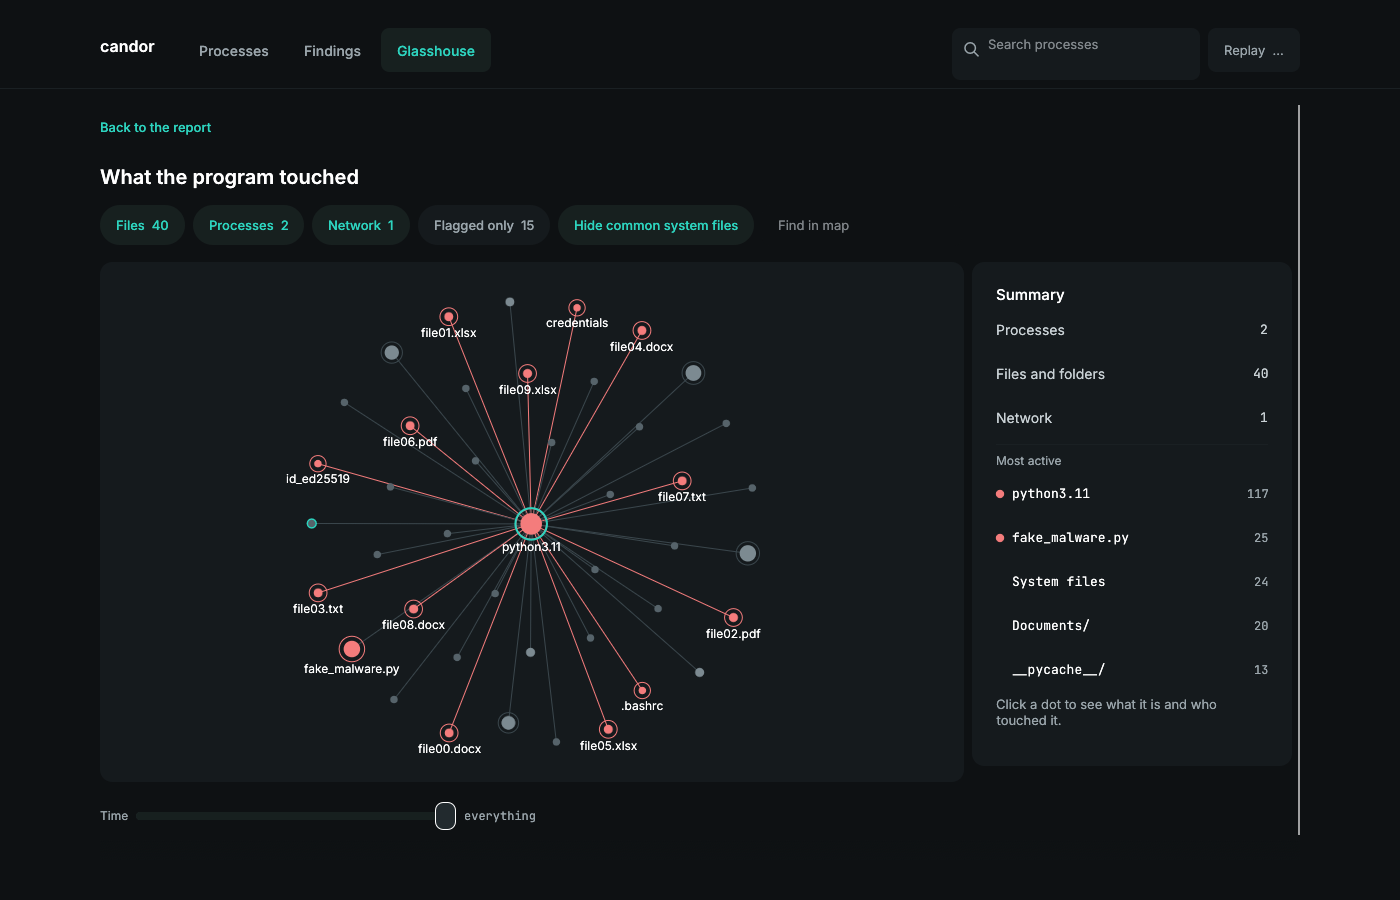 candor
Processes
Findings
Glasshouse
Search processes
Replay ...
Back to the report
What the program touched
Files 40
Processes 2
Network 1
Flagged only 15
Hide common system files
Find in map
file01.xlsx
credentials
file04.docx
file09.xlsx
file06.pdf
id_ed25519
file07.txt
python3.11
file03.txt
file08.docx
file02.pdf
fake_malware.py
.bashrc
file00.docx
file05.xlsx
Summary
Processes 2
Files and folders 40
Network 1
Most active
python3.11 117
fake_malware.py 25
System files 24
Documents/ 20
__pycache__/ 13
Click a dot to see what it is and who
touched it.
Time
everything